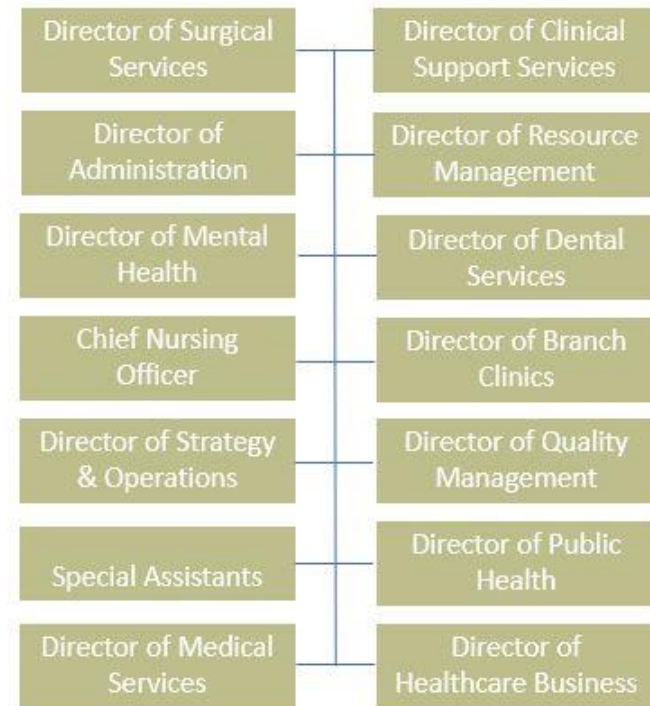 Director of Surgical
Services
Director of Clinical
Support Services
Director of
Administration
Director of Resource
Management
Director of Mental
Health
Director of Dental
Services
Chief Nursing
Officer
Director of Branch
Clinics
Director of Strategy
& Operations
Director of Quality
Management
Special Assistants
Director of Public
Health
Director of Medical
Services
Director of
Healthcare Business